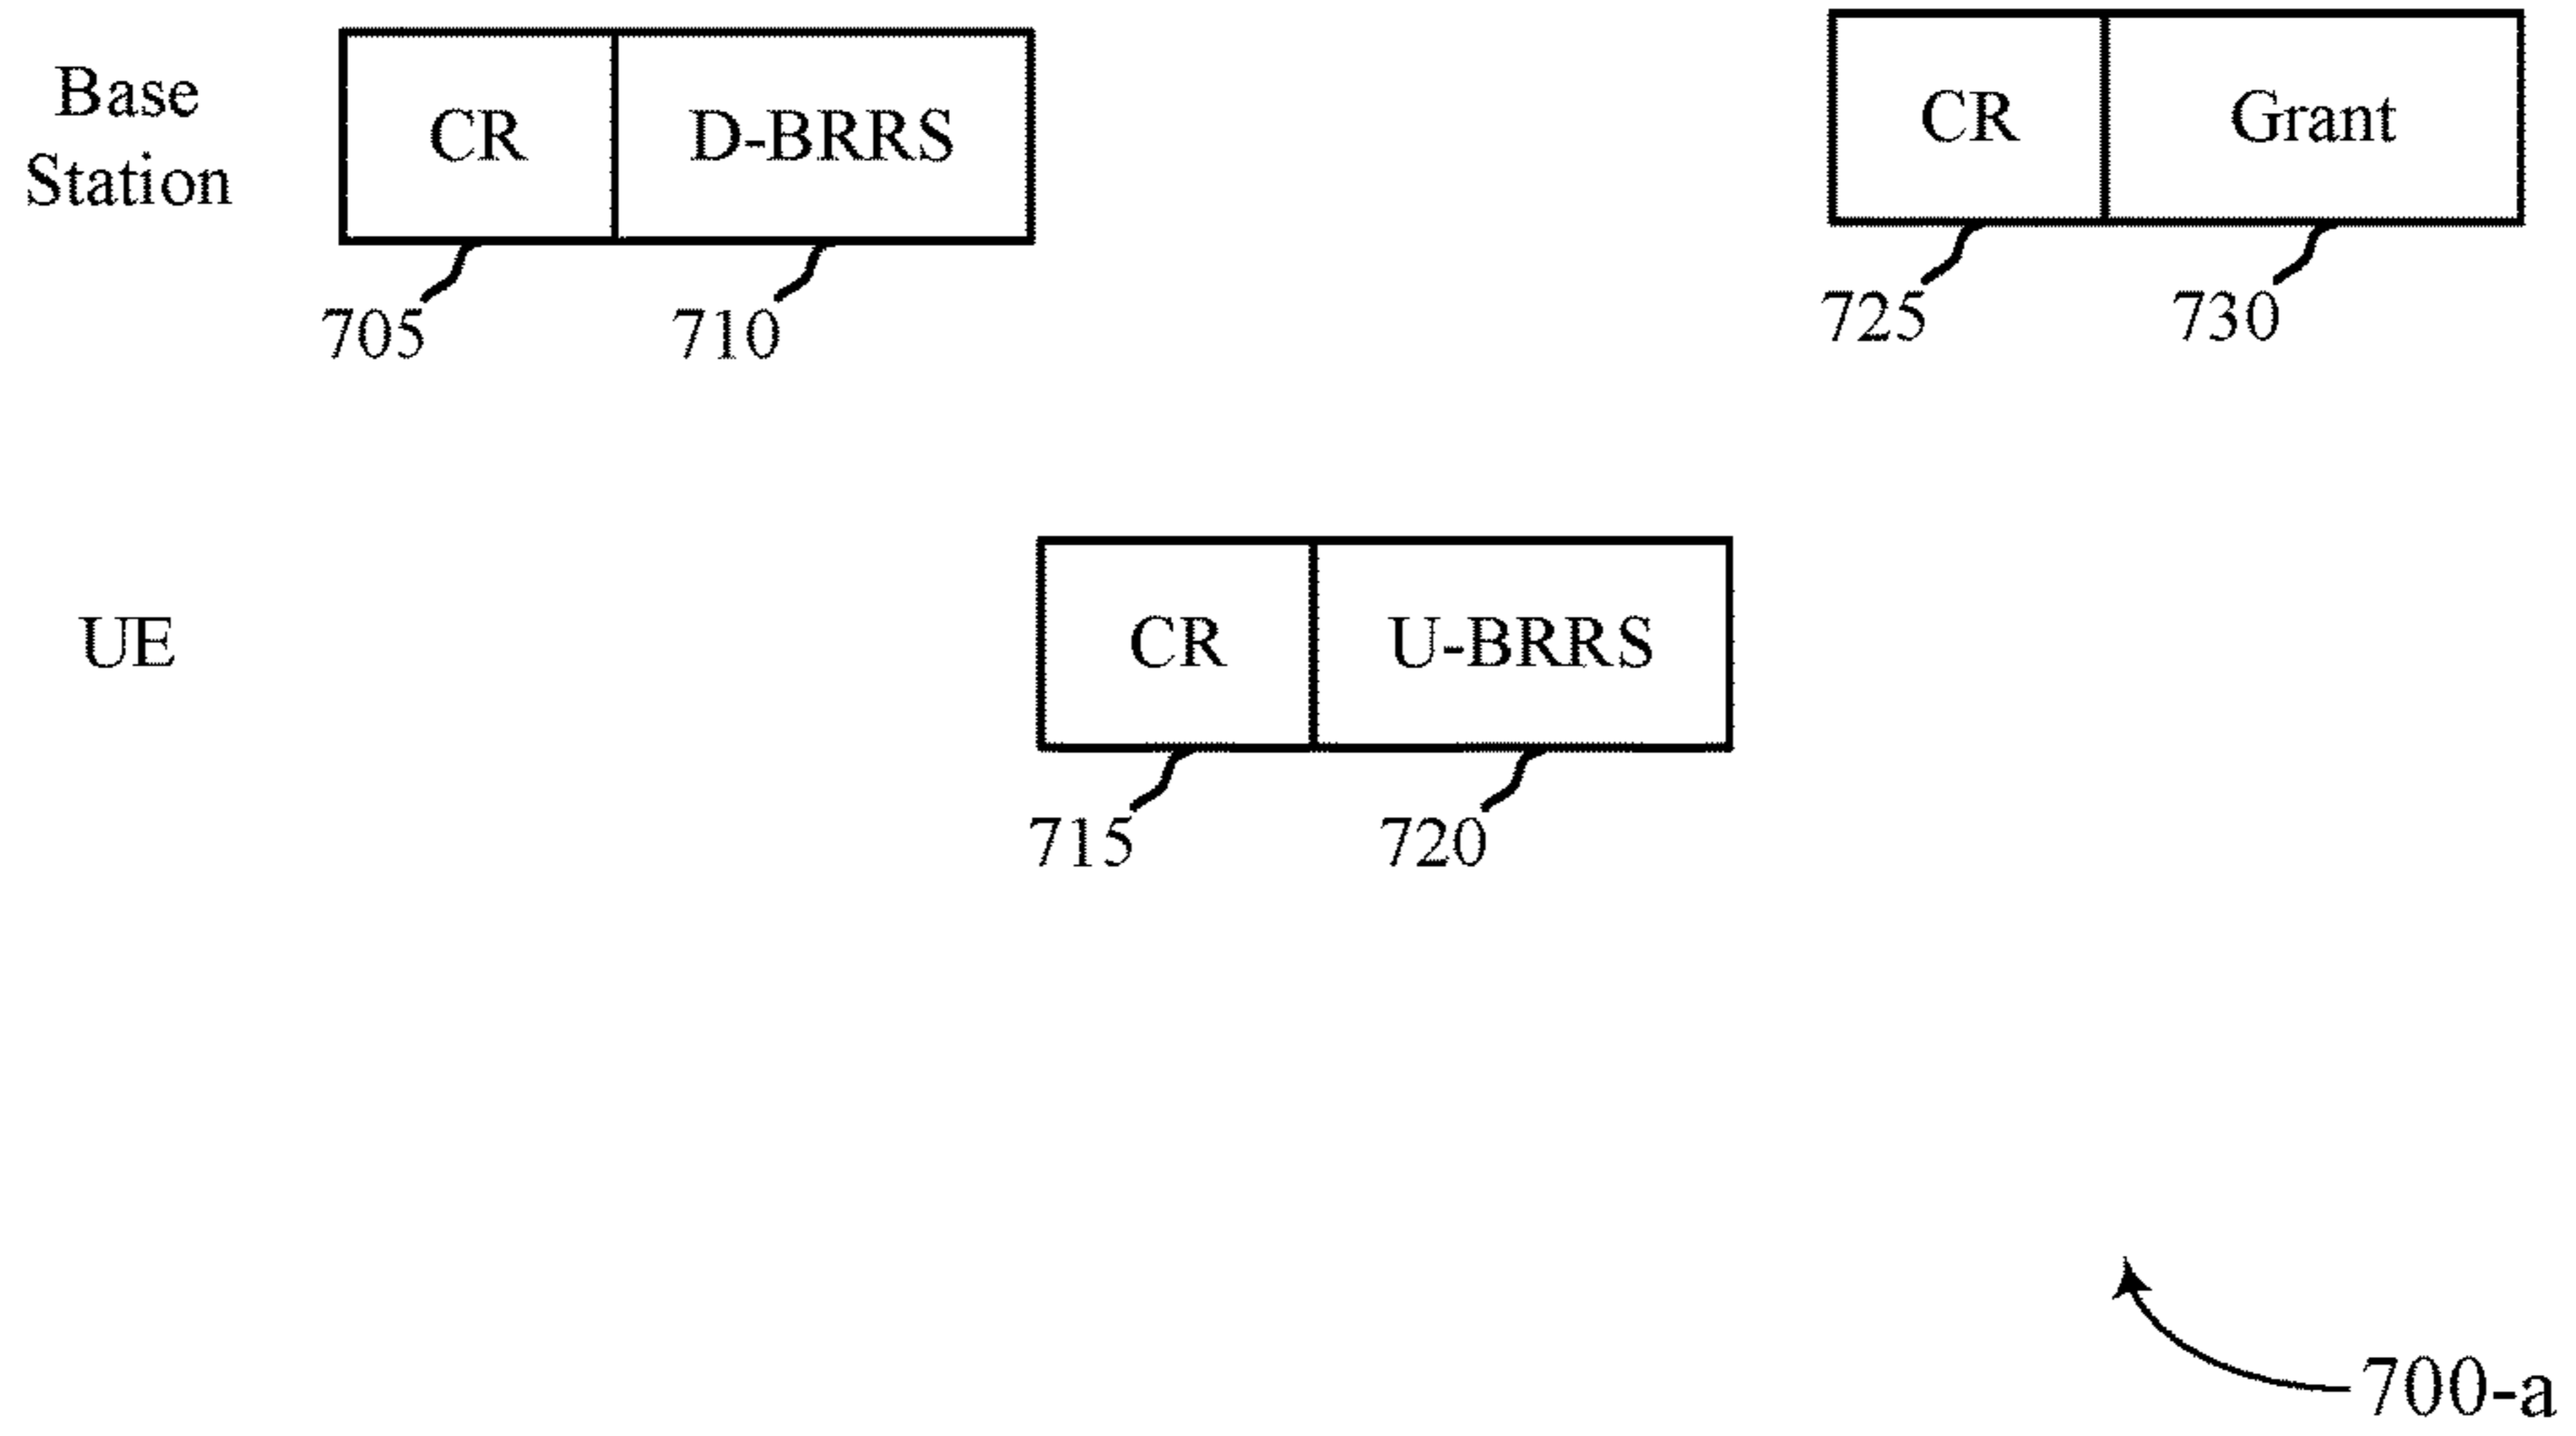 Base
Station
CR
D-BRRS
CR
Grant
705
710
725
730
UE
CR
U-BRRS
715
720
700-a